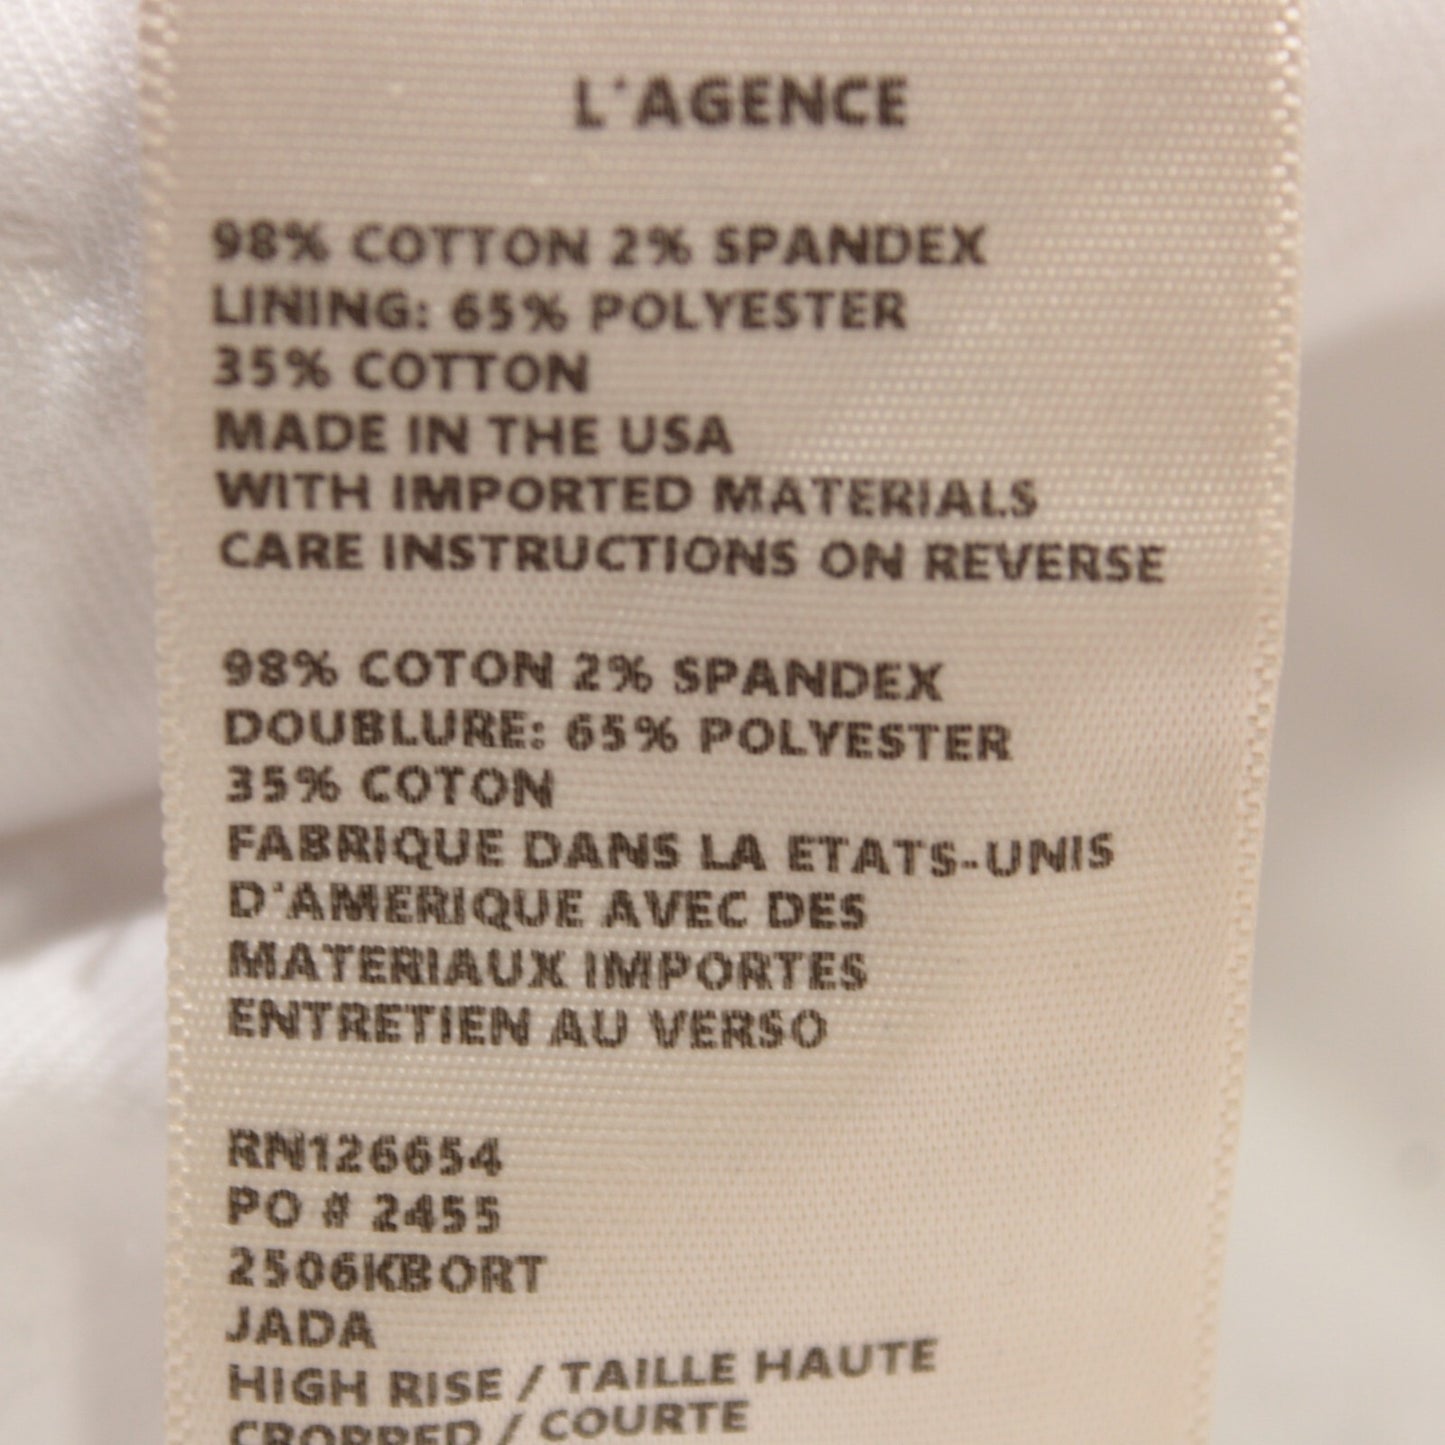 L'AGENCE
98% COTTON 2% SPANDEX
LINING: 65% POLYESTER
35% COTTON
MADE IN THE USA
WITH IMPORTED MATERIALS
CARE INSTRUCTIONS ON REVERSE
98% COTON 2% SPANDEX
DOUBLURE: 65% POLYESTER
35% COTON
FABRIQUE DANS LA ETATS-UNIS
D'AMERIQUE AVEC DES
MATERIAUX IMPORTES
ENTRETIEN AU VERSO
RN126654
PO # 2455
2506KBORT
JADA
HIGH RISE / TAILLE HAUTE
CROPPED / COURTE